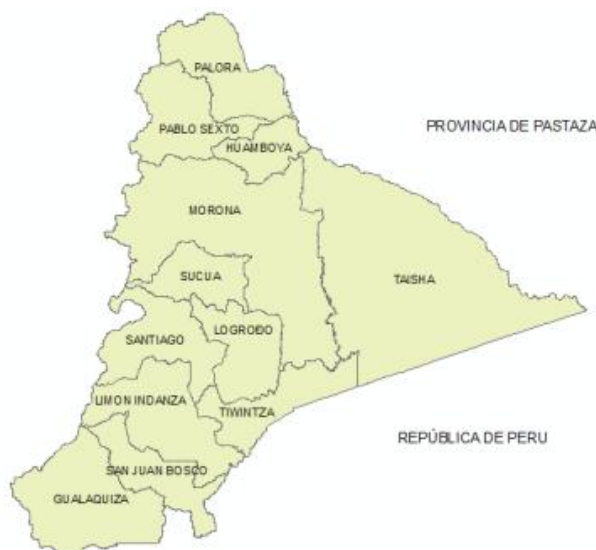 PALORA
PROVINCIA DE PASTAZA
PABLO SEXTO
HUAMBOYA
MORONA
SUCUA
TAISHA
SANTIAGO
LOGROÐO
LIMON INDANZA
TIWINTZA
REPÚBLICA DE PERU
SAN JUAN BOSCO
GUALAQUIZA